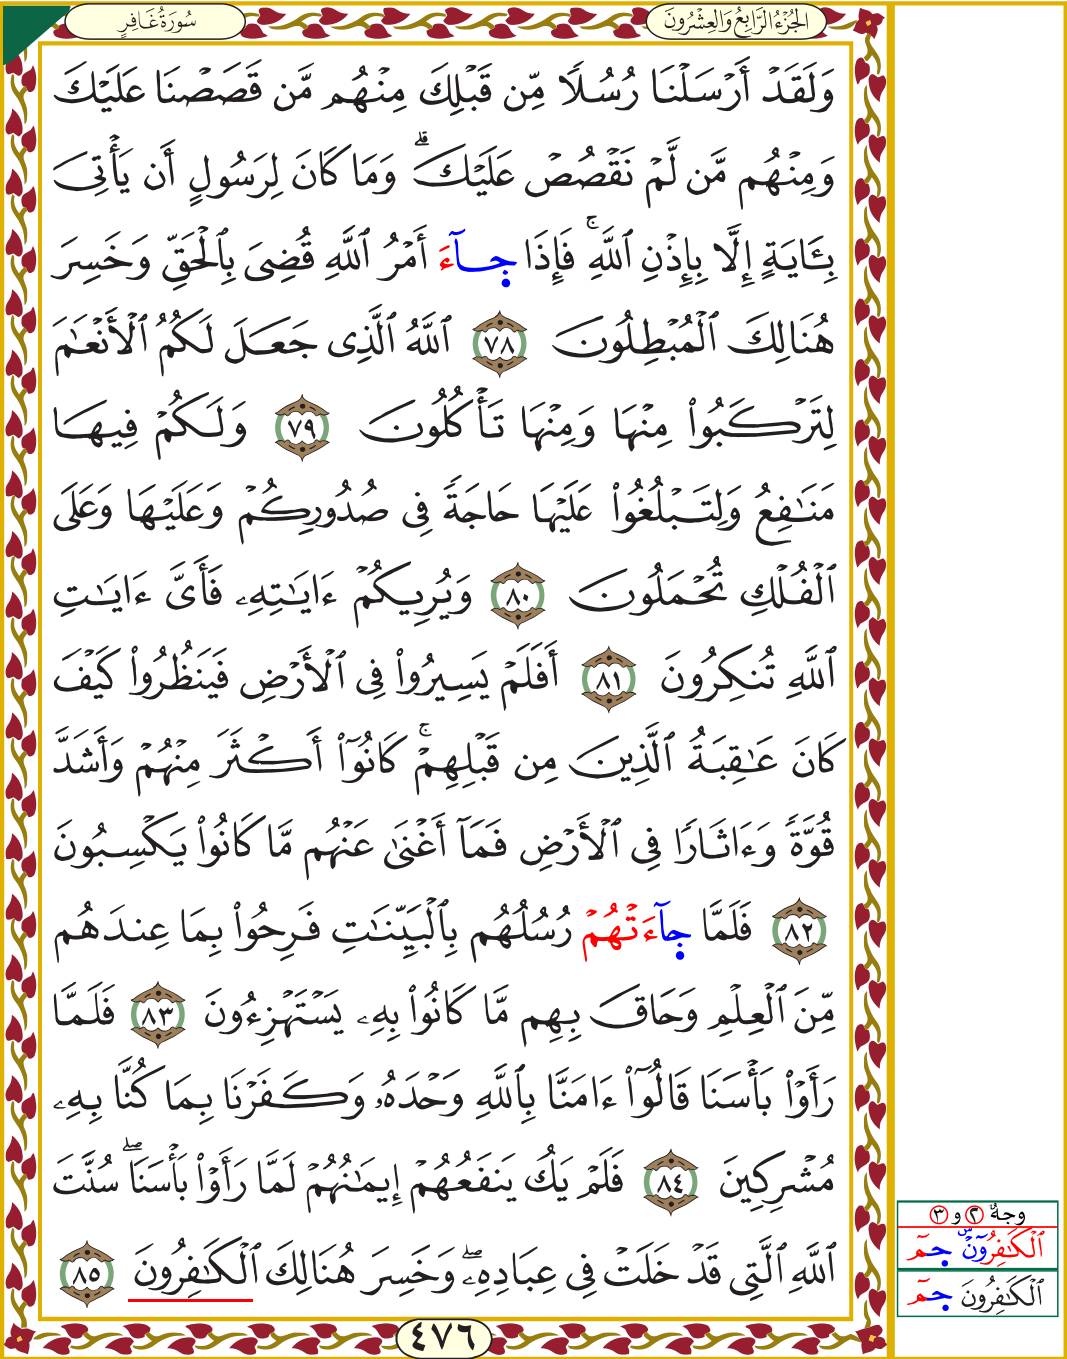 الجُزْءُ الرَّابِعُ وَالعِشْرُونَ
سُورَةُ غَافِرٍ
وَلَقَدۡ أَرۡسَلۡنَا رُسُلٗا مِّن قَبۡلِكَ مِنۡهُم مَّن قَصَصۡنَا عَلَيۡكَ
وَمِنۡهُم مَّن لَّمۡ نَقۡصُصۡ عَلَيۡكَۗ وَمَا كَانَ لِرَسُولٍ أَن يَأۡتِيَ
بِـَٔايَةٍ إِلَّا بِإِذۡنِ ٱللَّهِۚ فَإِذَا جَآءَ أَمۡرُ ٱللَّهِ قُضِيَ بِٱلۡحَقِّ وَخَسِرَ
هُنَالِكَ ٱلۡمُبۡطِلُونَ ٧٨ ٱللَّهُ ٱلَّذِي جَعَلَ لَكُمُ ٱلۡأَنۡعَٰمَ
لِتَرۡكَبُواْ مِنۡهَا وَمِنۡهَا تَأۡكُلُونَ ٧٩ وَلَكُمۡ فِيهَا
مَنَٰفِعُ وَلِتَبۡلُغُواْ عَلَيۡهَا حَاجَةٗ فِي صُدُورِكُمۡ وَعَلَيۡهَا وَعَلَى
ٱلۡفُلۡكِ تُحۡمَلُونَ ٨٠ وَيُرِيكُمۡ ءَايَٰتِهِۦ فَأَيَّ ءَايَٰتِ
ٱللَّهِ تُنكِرُونَ ٨١ أَفَلَمۡ يَسِيرُواْ فِي ٱلۡأَرۡضِ فَيَنظُرُواْ كَيۡفَ
كَانَ عَٰقِبَةُ ٱلَّذِينَ مِن قَبۡلِهِمۡۚ كَانُوٓاْ أَكۡثَرَ مِنۡهُمۡ وَأَشَدَّ
قُوَّةٗ وَءَاثَارٗا فِي ٱلۡأَرۡضِ فَمَآ أَغۡنَىٰ عَنۡهُم مَّا كَانُواْ يَكۡسِبُونَ
٨٢ فَلَمَّا جَآءَتۡهُمۡ رُسُلُهُم بِٱلۡبَيِّنَٰتِ فَرِحُواْ بِمَا عِندَهُم
مِّنَ ٱلۡعِلۡمِ وَحَاقَ بِهِم مَّا كَانُواْ بِهِۦ يَسۡتَهۡزِءُونَ ٨٣ فَلَمَّا
رَأَوۡاْ بَأۡسَنَا قَالُوٓاْ ءَامَنَّا بِٱللَّهِ وَحۡدَهُۥ وَكَفَرۡنَا بِمَا كُنَّا بِهِۦ
مُشۡرِكِينَ ٨٤ فَلَمۡ يَكُ يَنفَعُهُمۡ إِيمَٰنُهُمۡ لَمَّا رَأَوۡاْ بَأۡسَنَاۖ سُنَّتَ
ٱللَّهِ ٱلَّتِي قَدۡ خَلَتۡ فِي عِبَادِهِۦۖ وَخَسِرَ هُنَالِكَ ٱلۡكَٰفِرُونَ ٨٥
وجهٌ ٢ و ٣
ٱلۡكَٰفِرُونَ ۜ جِمٓ
ٱلۡكَٰفِرُونَ جِمٓ
٤٧٦